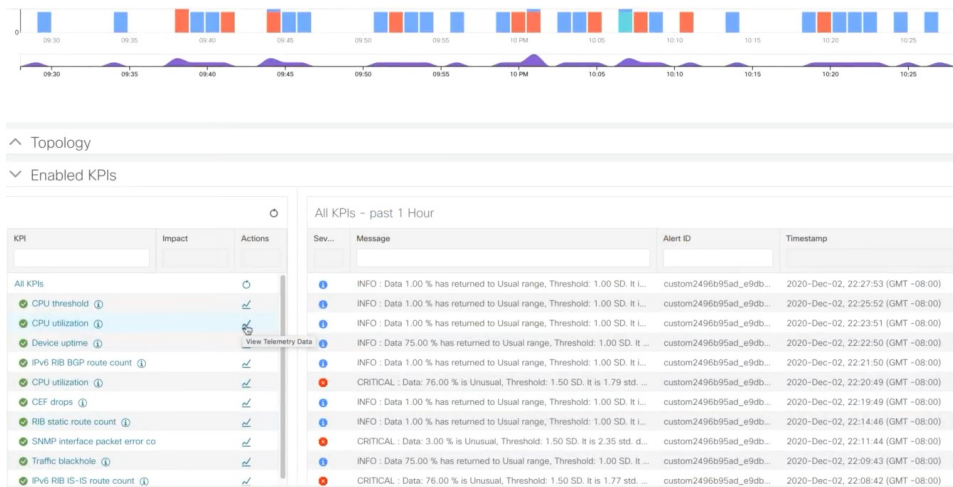 0
09:30 09:35 09:40 09:45 09:50 09:55 10 PM 10:05 10:10 10:15 10:20 10:25
09:30 09:35 09:40 09:45 09:50 09:55 10 PM 10:05 10:10 10:15 10:20 10:25
Topology
Enabled KPIs
KPI Impact Actions
All KPIs
CPU threshold
CPU utilization
View Telemetry Data
Device uptime
IPv6 RIB BGP route count
CPU utilization
CEF drops
RIB static route count
SNMP interface packet error co
Traffic blackhole
IPv6 RIB IS-IS route count
All KPIs - past 1 Hour
Sev... Message Alert ID Timestamp
INFO : Data 1.00 % has returned to Usual range, Threshold: 1.00 SD. It i... custom2496b95ad_e9db... 2020-Dec-02, 22:27:53 (GMT -08:00)
INFO : Data 1.00 % has returned to Usual range, Threshold: 1.00 SD. It i... custom2496b95ad_e9db... 2020-Dec-02, 22:25:52 (GMT -08:00)
INFO : Data 1.00 % has returned to Usual range, Threshold: 1.00 SD. It i... custom2496b95ad_e9db... 2020-Dec-02, 22:23:51 (GMT -08:00)
INFO : Data 75.00 % has returned to Usual range, Threshold: 1.00 SD. It ... custom2496b95ad_e9db... 2020-Dec-02, 22:22:50 (GMT -08:00)
INFO : Data 1.00 % has returned to Usual range, Threshold: 1.00 SD. It i... custom2496b95ad_e9db... 2020-Dec-02, 22:21:50 (GMT -08:00)
CRITICAL : Data: 76.00 % is Unusual, Threshold: 1.50 SD. It is 1.79 std. ... custom2496b95ad_e9db... 2020-Dec-02, 22:20:49 (GMT -08:00)
INFO : Data 1.00 % has returned to Usual range, Threshold: 1.00 SD. It i... custom2496b95ad_e9db... 2020-Dec-02, 22:19:49 (GMT -08:00)
INFO : Data 1.00 % has returned to Usual range, Threshold: 1.00 SD. It i... custom2496b95ad_e9db... 2020-Dec-02, 22:14:46 (GMT -08:00)
CRITICAL : Data: 3.00 % is Unusual, Threshold: 1.50 SD. It is 2.35 std. d... custom2496b95ad_e9db... 2020-Dec-02, 22:11:44 (GMT -08:00)
INFO : Data 75.00 % has returned to Usual range, Threshold: 1.00 SD. It ... custom2496b95ad_e9db... 2020-Dec-02, 22:09:43 (GMT -08:00)
CRITICAL : Data: 76.00 % is Unusual, Threshold: 1.50 SD. It is 1.77 std. ... custom2496b95ad_e9db... 2020-Dec-02, 22:08:42 (GMT -08:00)